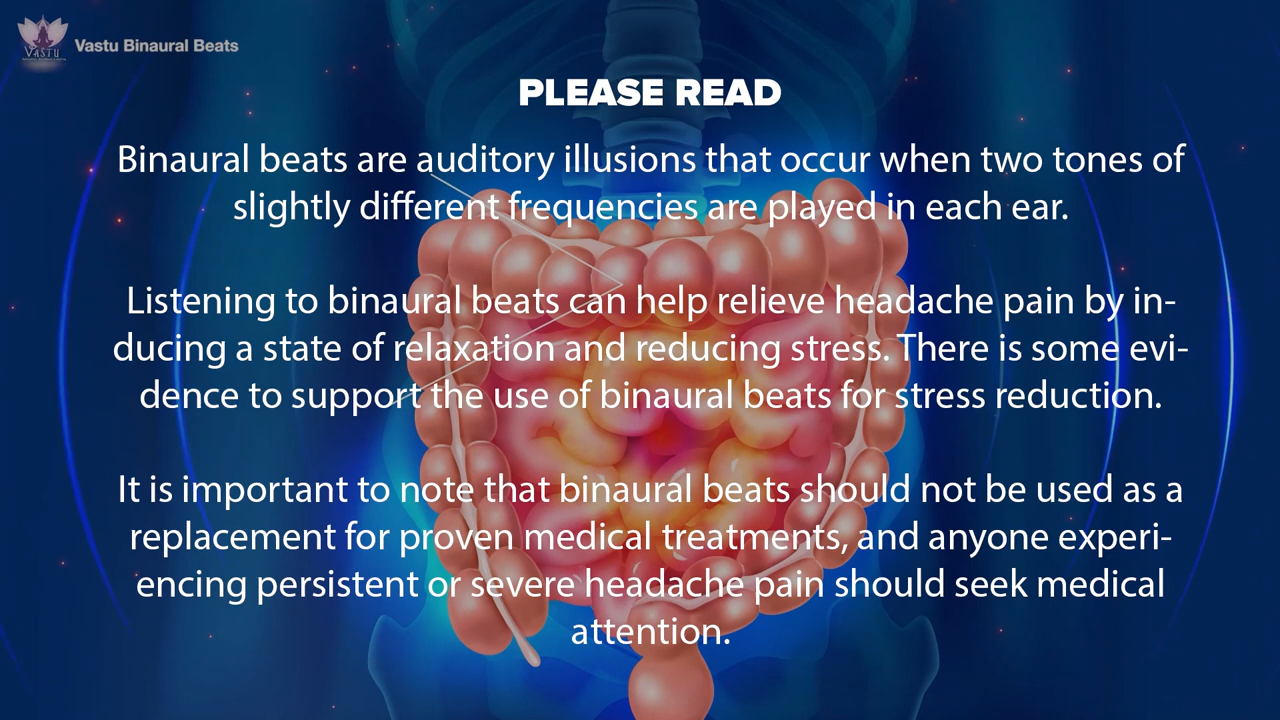 VASTU
Vastu Binaural Beats
PLEASE READ
Binaural beats are auditory illusions that occur when two tones of
slightly different frequencies are played in each ear.
Listening to binaural beats can help relieve headache pain by in-
ducing a state of relaxation and reducing stress. There is some evi-
dence to support the use of binaural beats for stress reduction.
It is important to note that binaural beats should not be used as a
replacement for proven medical treatments, and anyone experi-
encing persistent or severe headache pain should seek medical
attention.